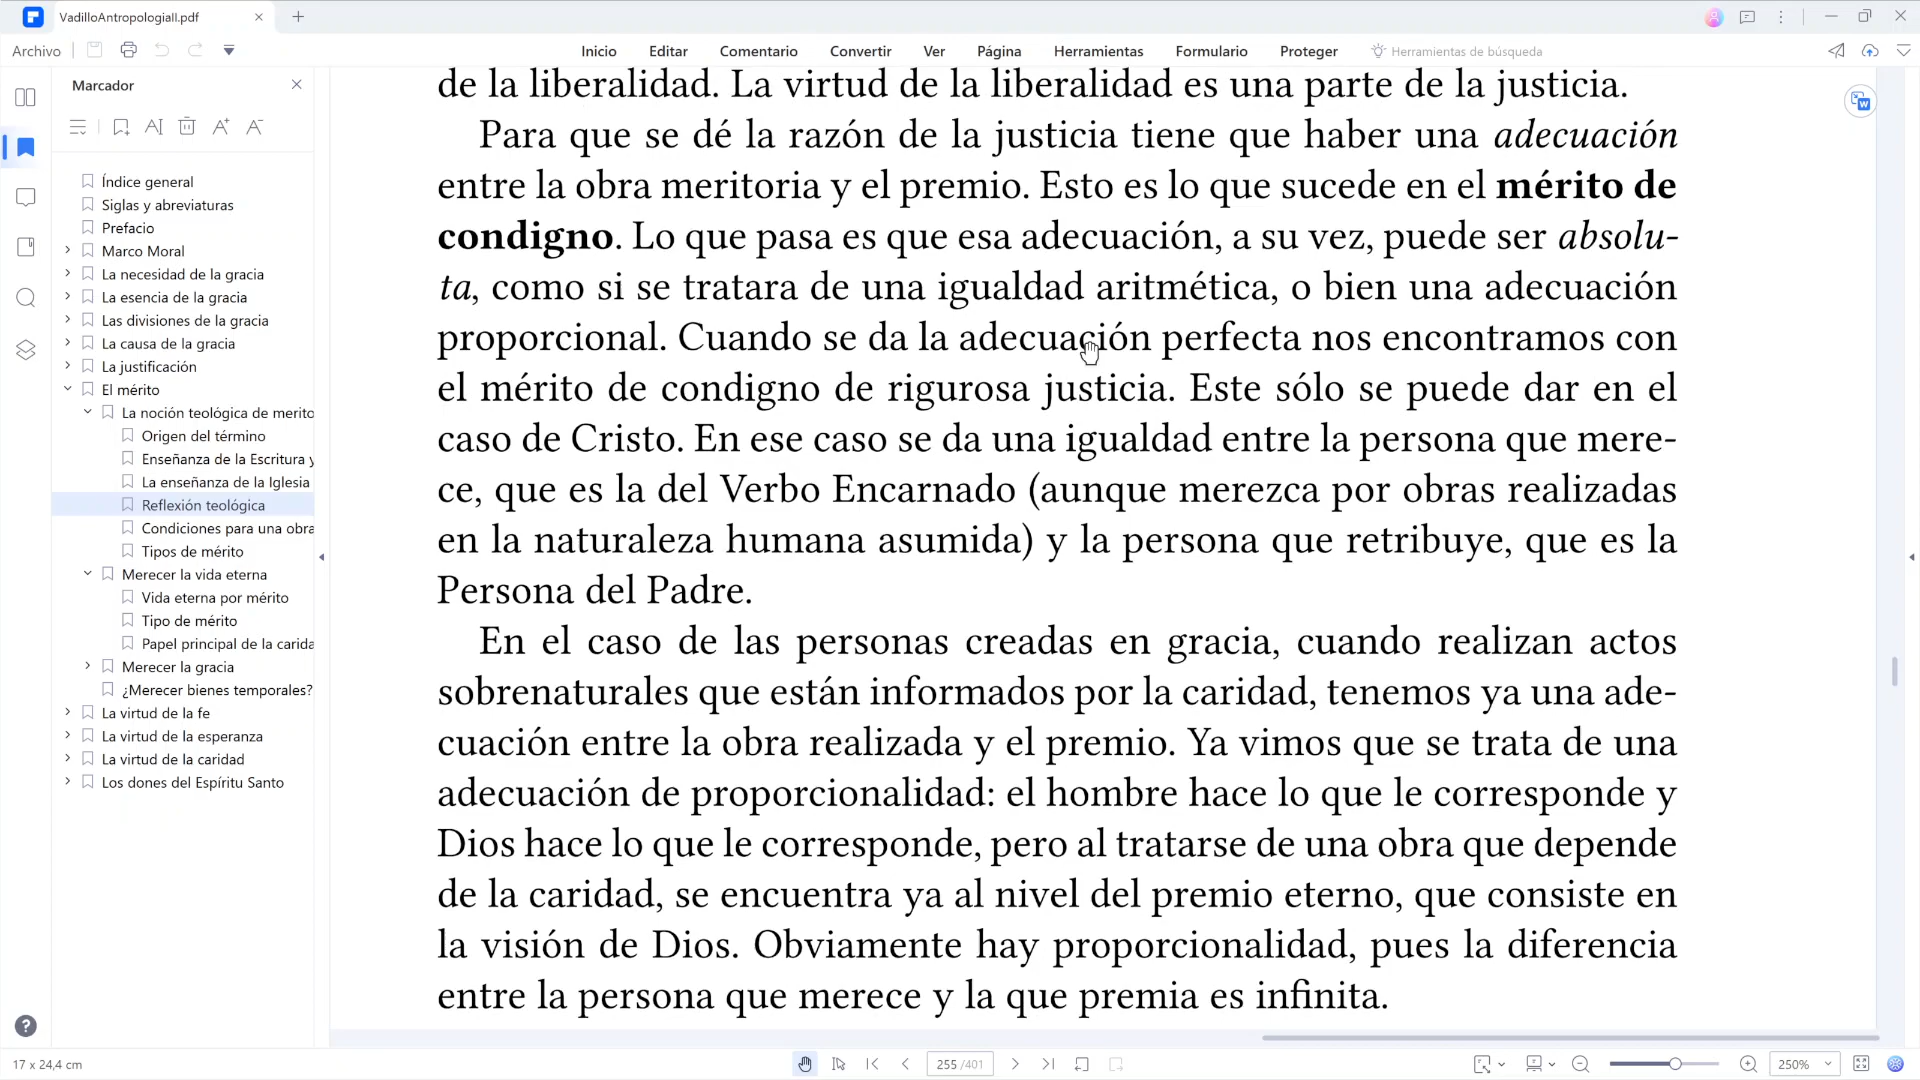 VadilloAntropologiaII.pdf
Archivo
Inicio
Editar
Comentario
Convertir
Ver
Página
Herramientas
Formulario
Proteger
Herramientas de búsqueda
Marcador
Índice general
Siglas y abreviaturas
Prefacio
Marco Moral
La necesidad de la gracia
La esencia de la gracia
Las divisiones de la gracia
La causa de la gracia
La justificación
El mérito
La noción teológica de merito
Origen del término
Enseñanza de la Escritura y
La enseñanza de la Iglesia
Reflexión teológica
Condiciones para una obra
Tipos de mérito
Merecer la vida eterna
Vida eterna por mérito
Tipo de mérito
Papel principal de la carida
Merecer la gracia
¿Merecer bienes temporales?
La virtud de la fe
La virtud de la esperanza
La virtud de la caridad
Los dones del Espíritu Santo
de la liberalidad. La virtud de la liberalidad es una parte de la justicia.
Para que se dé la razón de la justicia tiene que haber una adecuación
entre la obra meritoria y el premio. Esto es lo que sucede en el mérito de
condigno. Lo que pasa es que esa adecuación, a su vez, puede ser absolu-
ta, como si se tratara de una igualdad aritmética, o bien una adecuación
proporcional. Cuando se da la adecuación perfecta nos encontramos con
el mérito de condigno de rigurosa justicia. Este sólo se puede dar en el
caso de Cristo. En ese caso se da una igualdad entre la persona que mere-
ce, que es la del Verbo Encarnado (aunque merezca por obras realizadas
en la naturaleza humana asumida) y la persona que retribuye, que es la
Persona del Padre.
En el caso de las personas creadas en gracia, cuando realizan actos
sobrenaturales que están informados por la caridad, tenemos ya una ade-
cuación entre la obra realizada y el premio. Ya vimos que se trata de una
adecuación de proporcionalidad: el hombre hace lo que le corresponde y
Dios hace lo que le corresponde, pero al tratarse de una obra que depende
de la caridad, se encuentra ya al nivel del premio eterno, que consiste en
la visión de Dios. Obviamente hay proporcionalidad, pues la diferencia
entre la persona que merece y la que premia es infinita.
17 x 24,4 cm
255 /401
250%